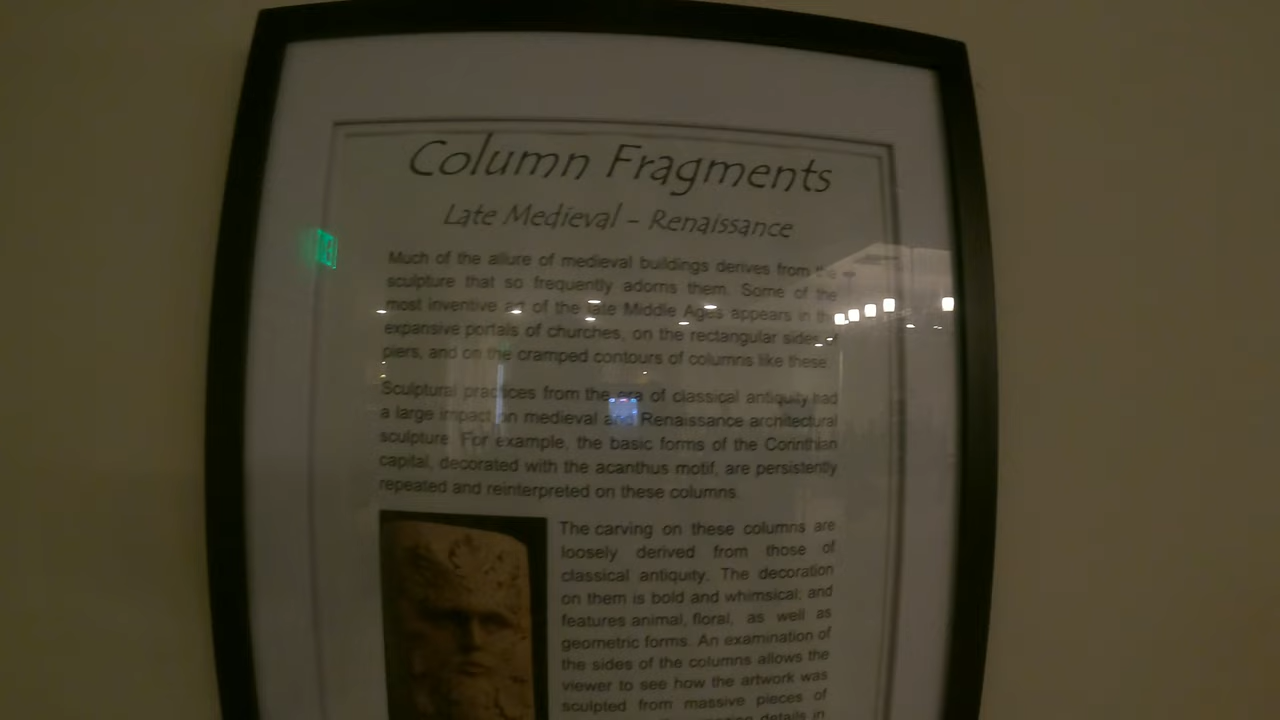 Column Fragments
Late Medieval – Renaissance
Much of the allure of medieval buildings derives from the
sculpture that so frequently adorns them. Some of the
most inventive art of the late Middle Ages appears in the
expansive portals of churches, on the rectangular sides of
piers, and on the cramped contours of columns like these.
Sculptural practices from the era of classical antiquity had
a large impact on medieval and Renaissance architectural
sculpture. For example, the basic forms of the Corinthian
capital, decorated with the acanthus motif, are persistently
repeated and reinterpreted on these columns.
The carving on these columns are
loosely derived from those of
classical antiquity. The decoration
on them is bold and whimsical; and
features animal, floral, as well as
geometric forms. An examination of
the sides of the columns allows the
viewer to see how the artwork was
sculpted from massive pieces of
details in